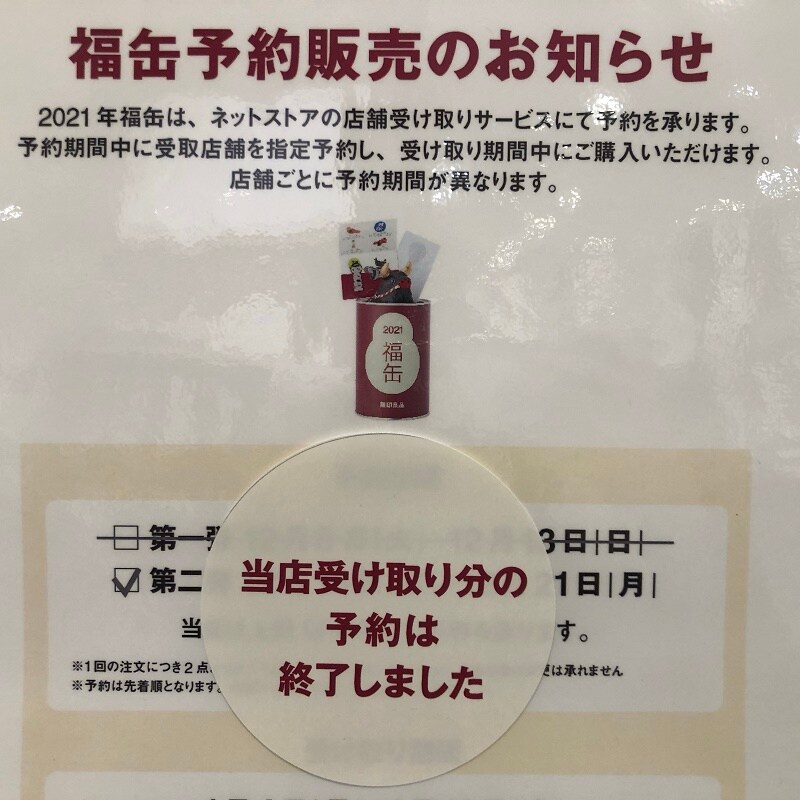 福缶予約販売のお知らせ
2021年福缶は、ネットストアの店舗受け取りサービスにて予約を承ります。
予約期間中に受取店舗を指定予約し、受け取り期間中にご購入いただけます。
店舗ごとに予約期間が異なります。
2021
福
缶
無印良品
第一 3日|日|
第二 21日|月|
当店受け取り分の
予約は
終了しました
当 す。
※1回の注文につき2点 更は承れません
※予約は先着順となります。